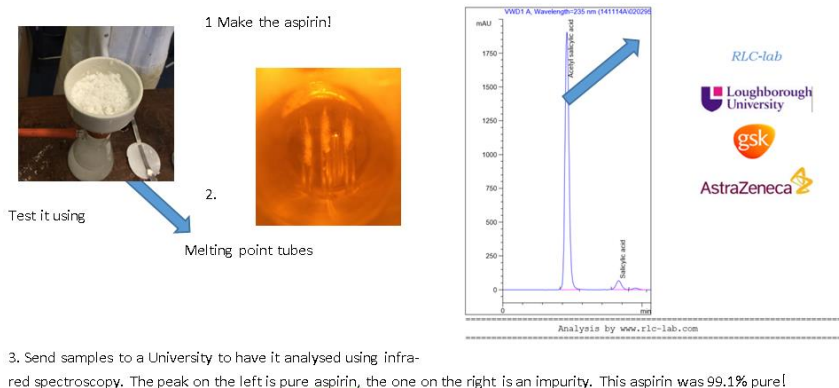 1 Make the aspirin!
2.
Test it using
Melting point tubes
VWD1 A, Wavelength=235 nm (141114A\020295
mAU
1750
1500
1250
1000
750
500
250
0
Acetyl salicylic acid
Salicylic acid
0
min
Analysis by www.rlc-lab.com
RLC-lab
Loughborough
University
gsk
AstraZeneca
3. Send samples to a University to have it analysed using infra-
red spectroscopy. The peak on the left is pure aspirin, the one on the right is an impurity. This aspirin was 99.1% pure!